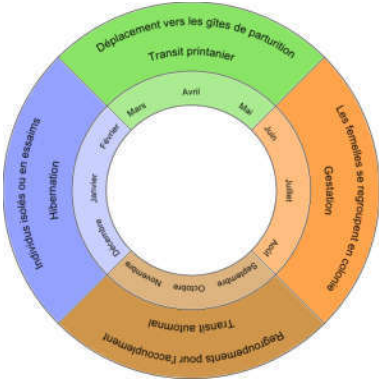 Déplacement vers les gîtes de parturition
Transit printanier
Mars
Avril
Mai
Les femelles se regroupent en colonie
Gestation
Juin
Juillet
Août
Regroupements pour l'accouplement
Transit automnal
Septembre
Octobre
Novembre
Individus isolés ou en essaims
Hibernation
Décembre
Janvier
Février